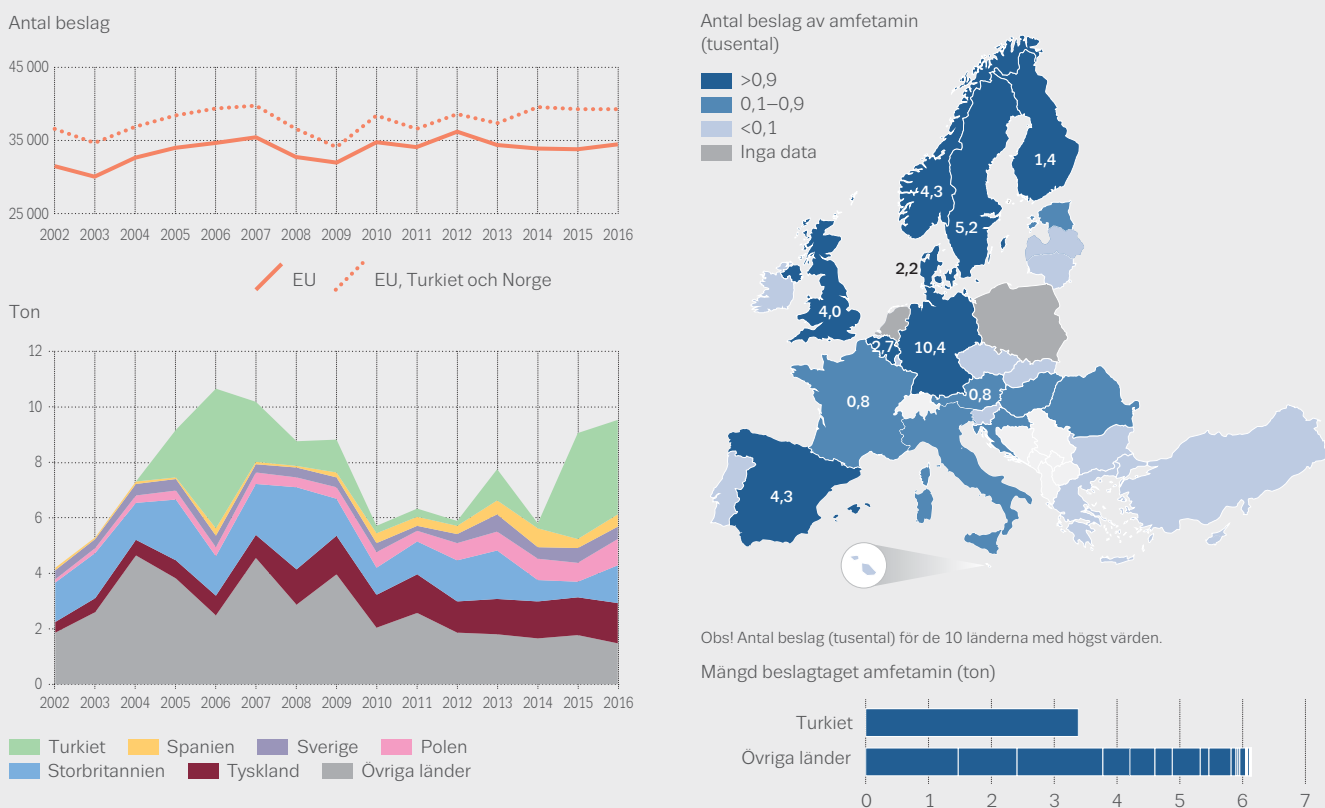 Antal beslag
45 000
35 000
25 000
2002 2003 2004 2005 2006 2007 2008 2009 2010 2011 2012 2013 2014 2015 2016
EU EU, Turkiet och Norge
Ton
12
10
8
6
4
2
0
2002 2003 2004 2005 2006 2007 2008 2009 2010 2011 2012 2013 2014 2015 2016
Turkiet Spanien Sverige Polen
Storbritannien Tyskland Övriga länder
Antal beslag av amfetamin
(tusental)
>0,9
0,1–0,9
<0,1
Inga data
1,4
4,3
5,2
2,2
4,0
2,7
10,4
0,8
0,8
4,3
Obs! Antal beslag (tusental) för de 10 länderna med högst värden.
Mängd beslagtaget amfetamin (ton)
Turkiet
Övriga länder
0 1 2 3 4 5 6 7